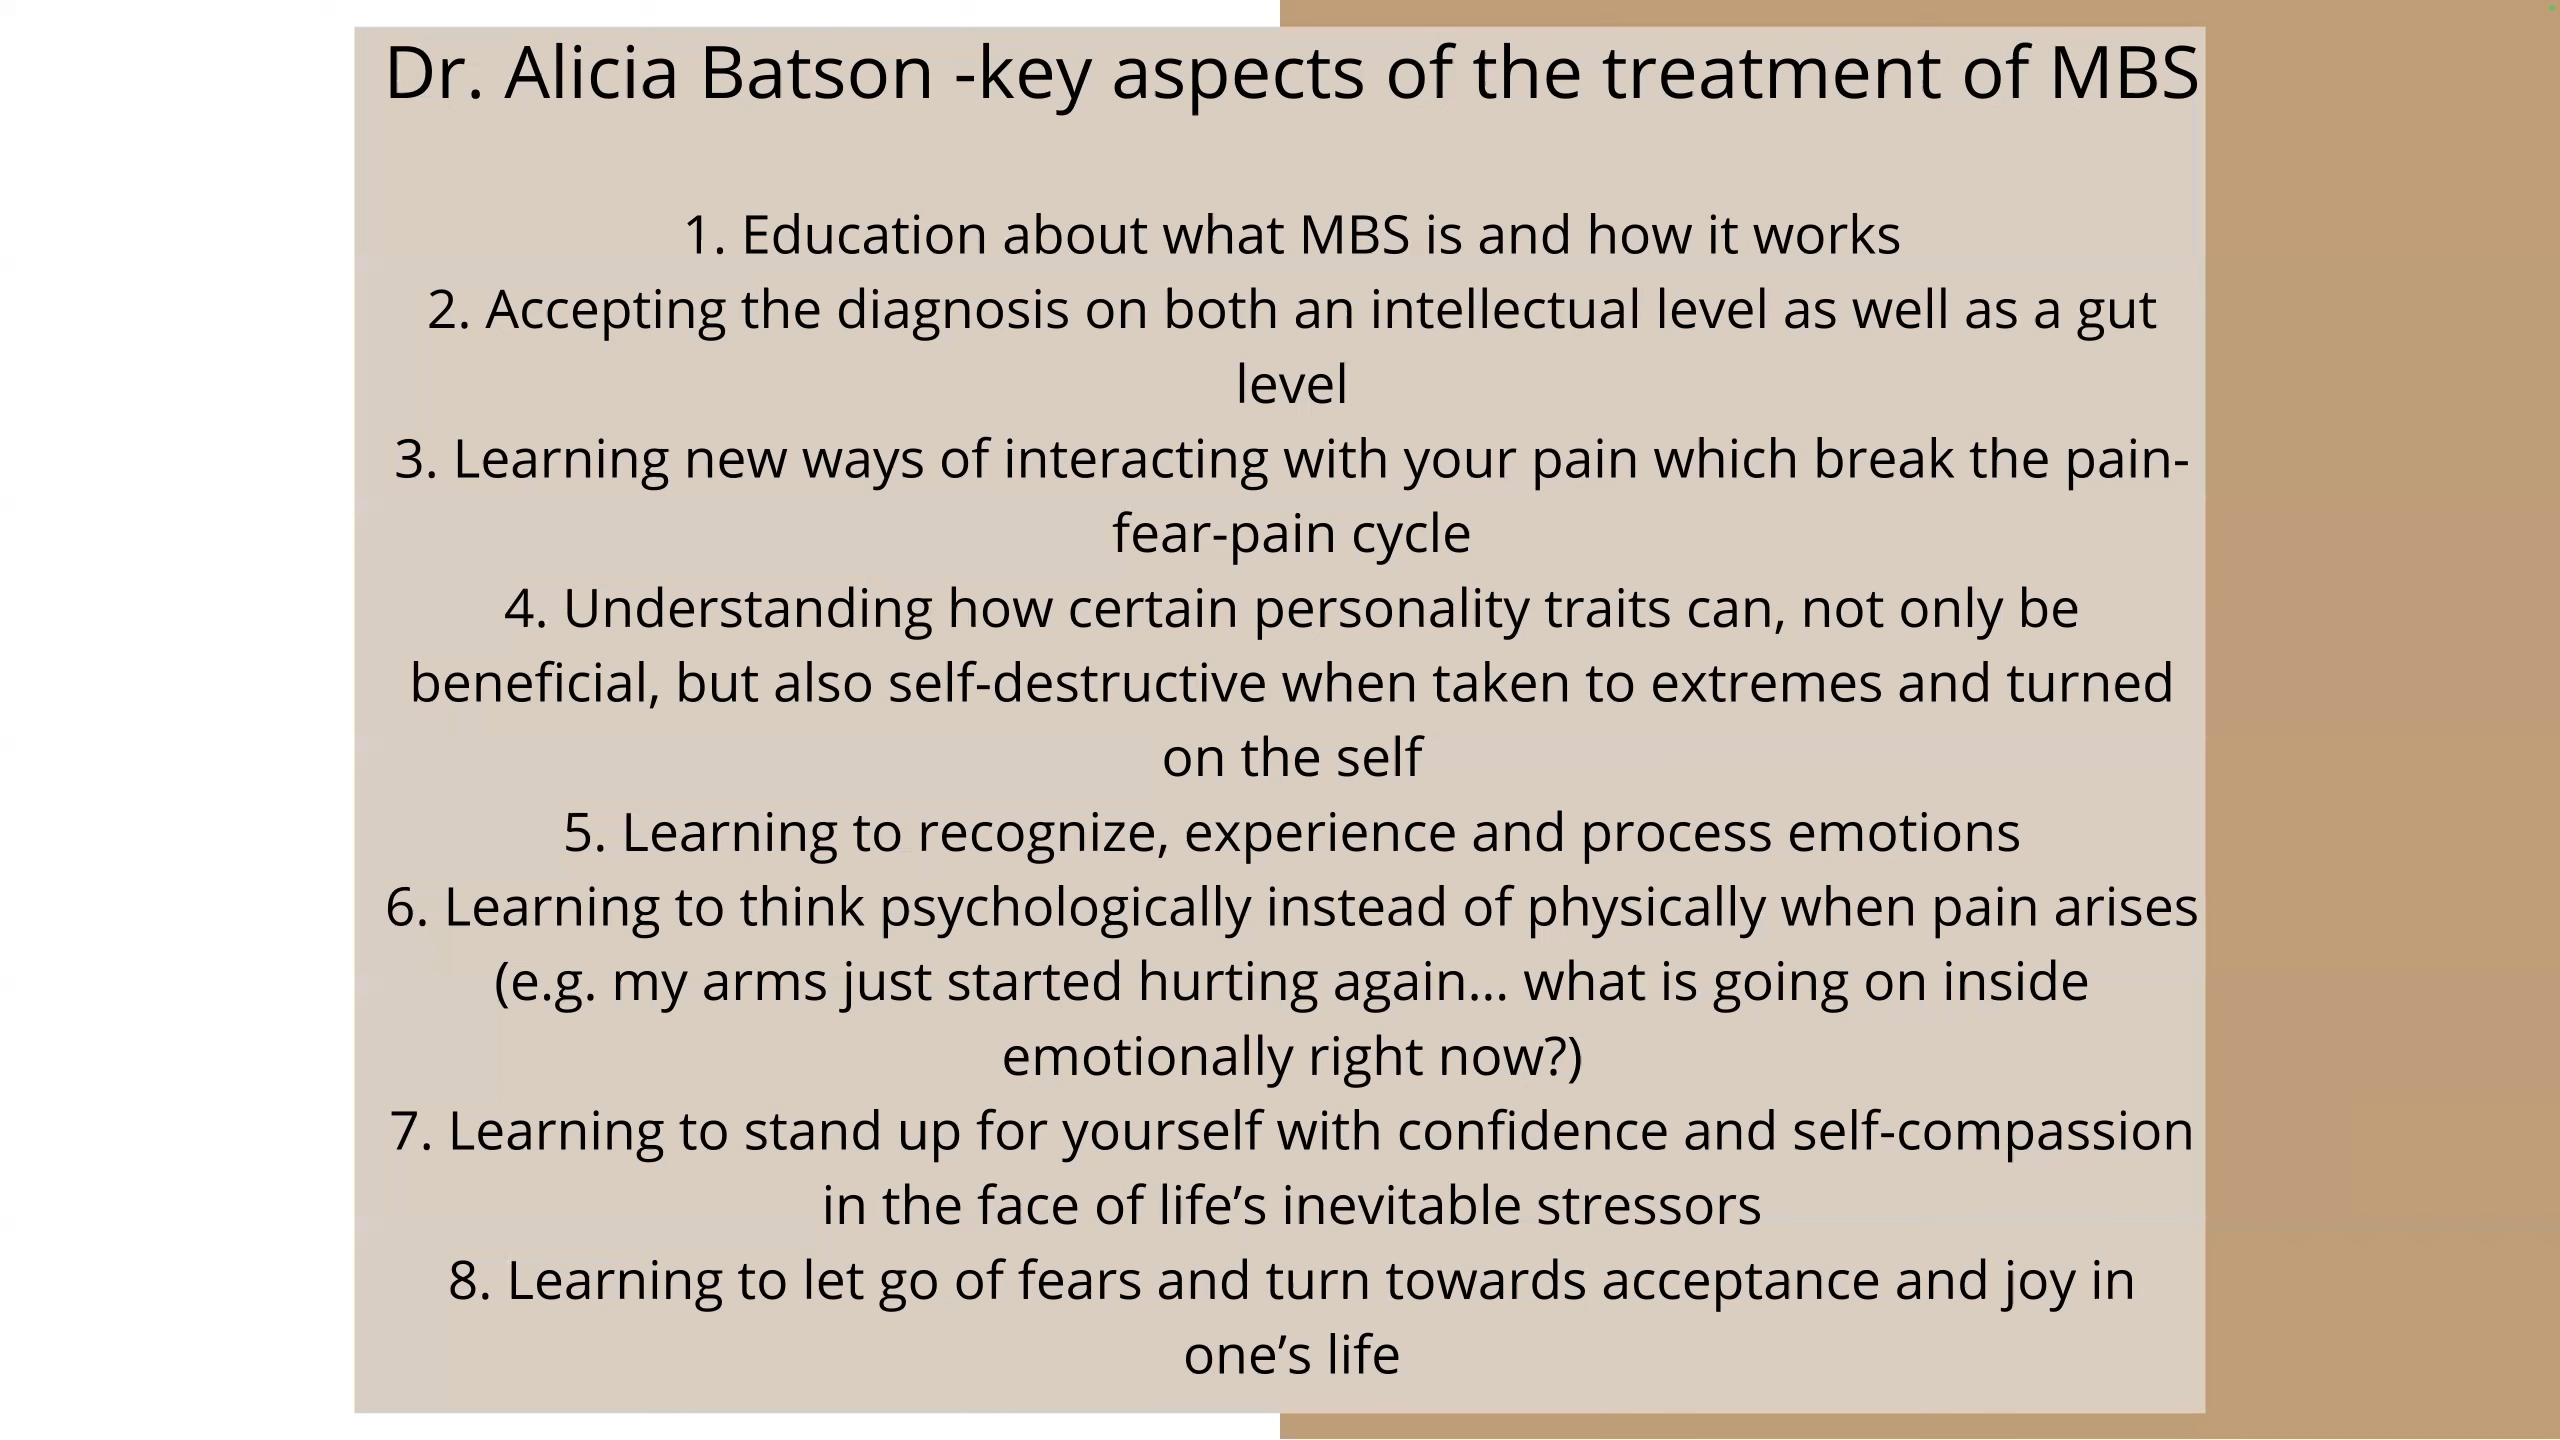 Dr. Alicia Batson -key aspects of the treatment of MBS
1. Education about what MBS is and how it works
2. Accepting the diagnosis on both an intellectual level as well as a gut
level
3. Learning new ways of interacting with your pain which break the pain-
fear-pain cycle
4. Understanding how certain personality traits can, not only be
beneficial, but also self-destructive when taken to extremes and turned
on the self
5. Learning to recognize, experience and process emotions
6. Learning to think psychologically instead of physically when pain arises
(e.g. my arms just started hurting again... what is going on inside
emotionally right now?)
7. Learning to stand up for yourself with confidence and self-compassion
in the face of life’s inevitable stressors
8. Learning to let go of fears and turn towards acceptance and joy in
one’s life